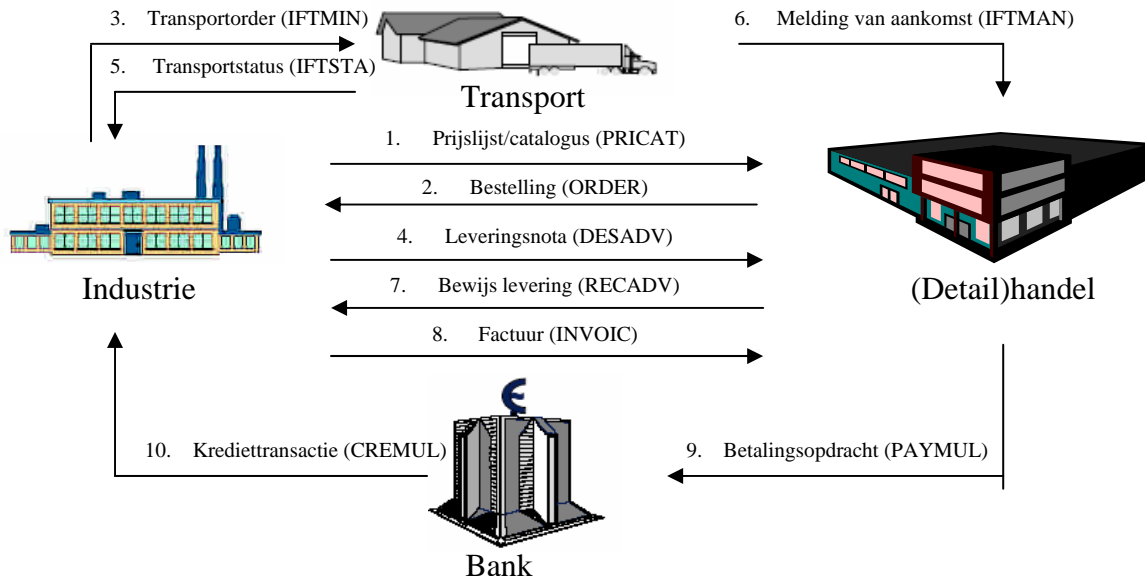 3. Transportorder (IFTMIN)
6. Melding van aankomst (IFTMAN)
5. Transportstatus (IFTSTA)
Transport
1. Prijslijst/catalogus (PRICAT)
2. Bestelling (ORDER)
4. Leveringsnota (DESADV)
Industrie
7. Bewijs levering (RECADV)
(Detail)handel
8. Factuur (INVOIC)
10. Krediettransactie (CREMUL)
9. Betalingsopdracht (PAYMUL)
Bank